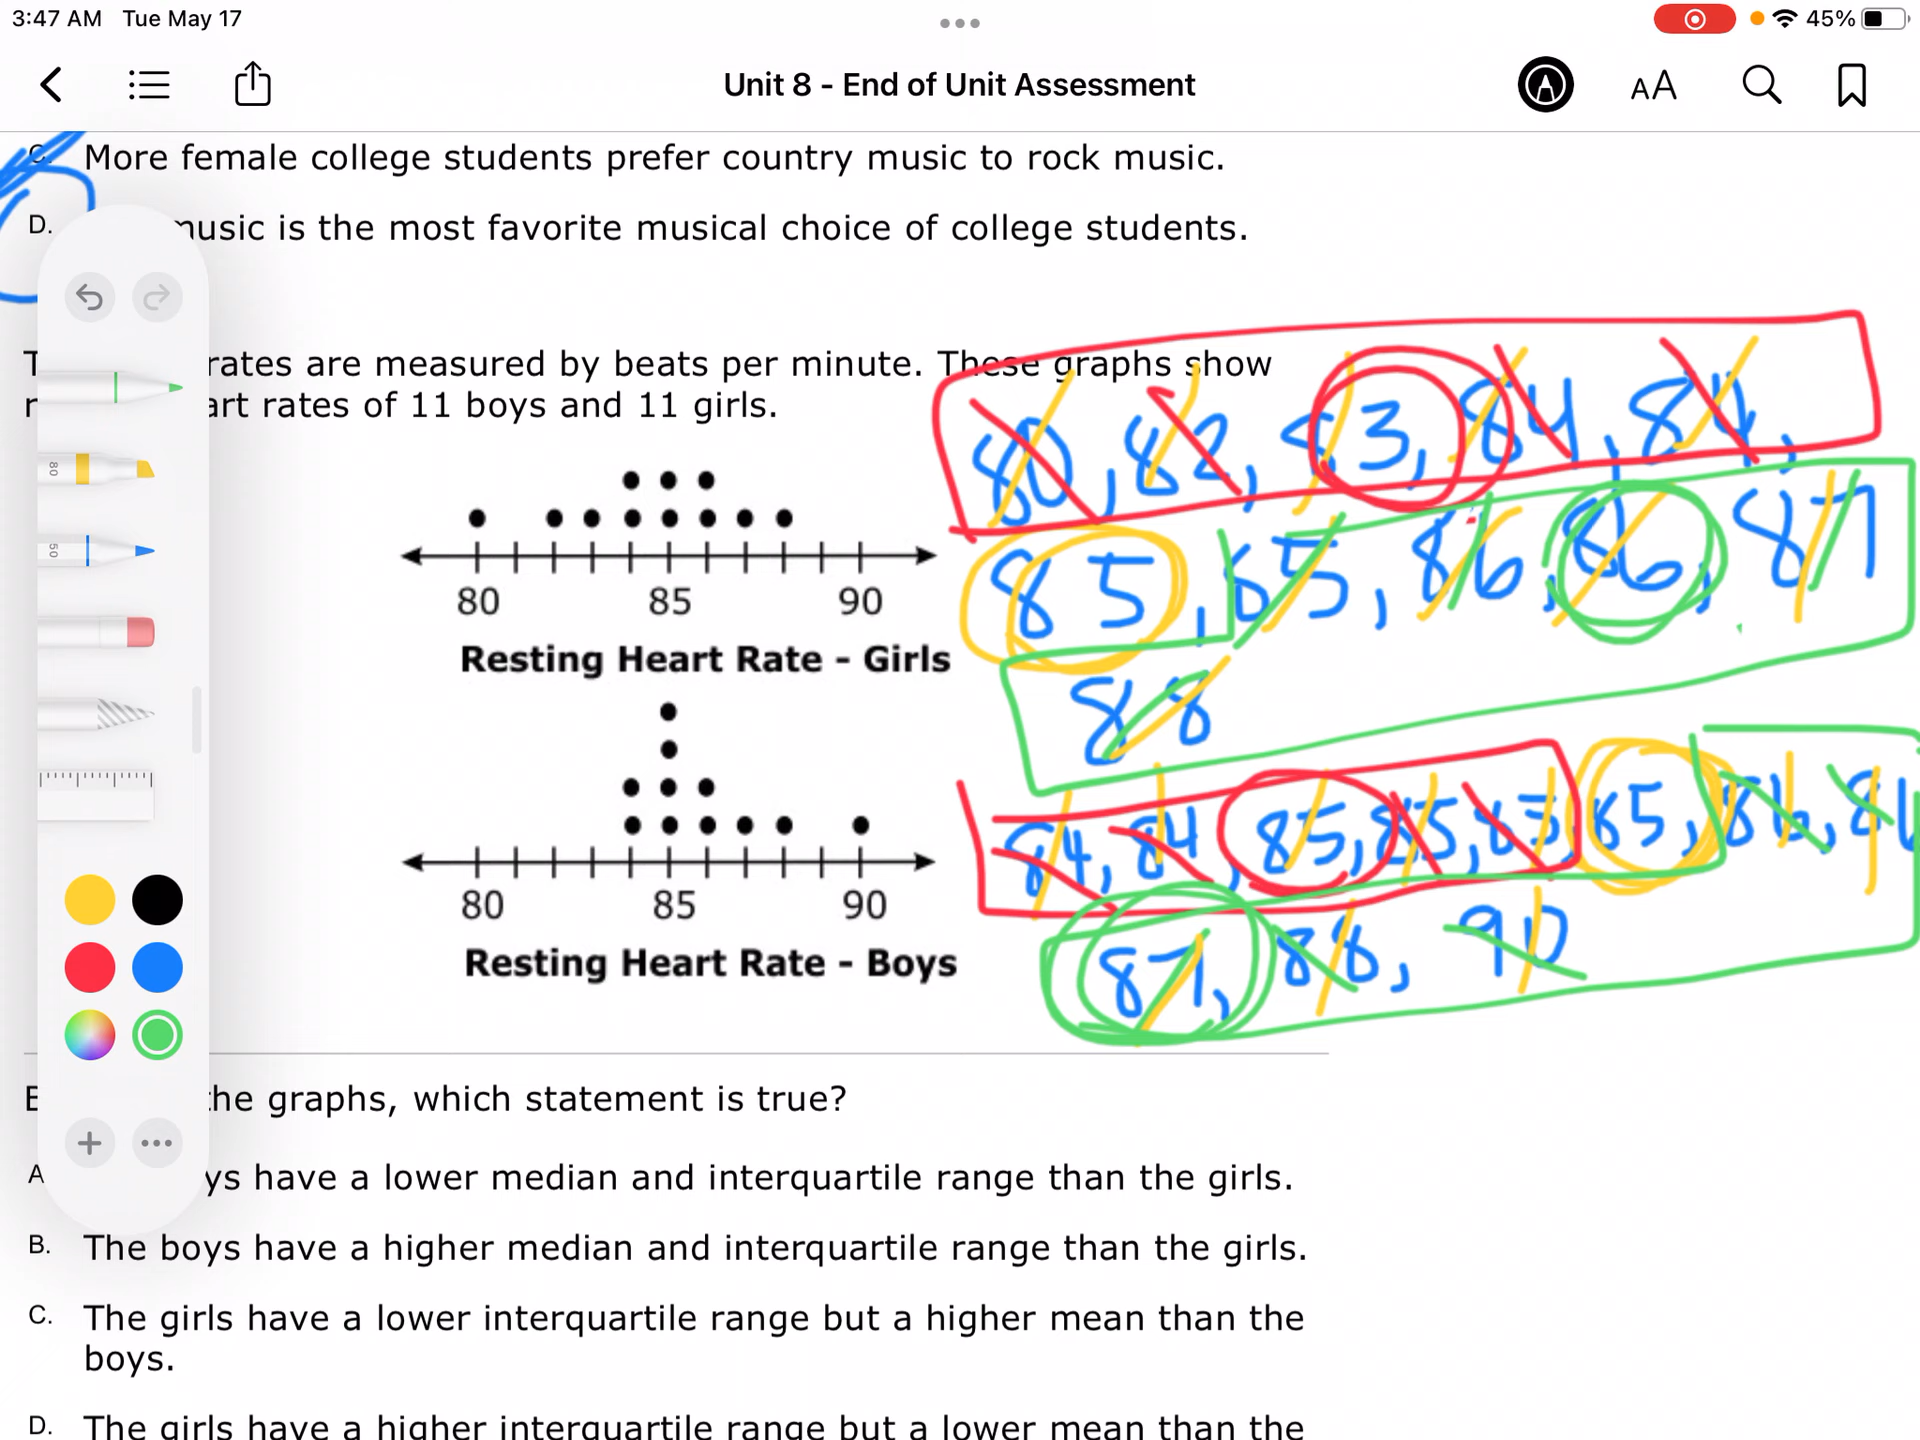 3:47 AM Tue May 17
45%
Unit 8 - End of Unit Assessment
AA
C. More female college students prefer country music to rock music.
D. music is the most favorite musical choice of college students.
rates are measured by beats per minute. These graphs show
art rates of 11 boys and 11 girls.
80, 82, 83, 84, 84,
80 85 90
85, 85, 86, 86, 87
Resting Heart Rate - Girls
88
84, 84, 85, 85, 85, 85, 86, 86
80 85 90
87, 88, 90
Resting Heart Rate - Boys
80
50
the graphs, which statement is true?
A ys have a lower median and interquartile range than the girls.
B. The boys have a higher median and interquartile range than the girls.
C. The girls have a lower interquartile range but a higher mean than the
boys.
D. The girls have a higher interquartile range but a lower mean than the